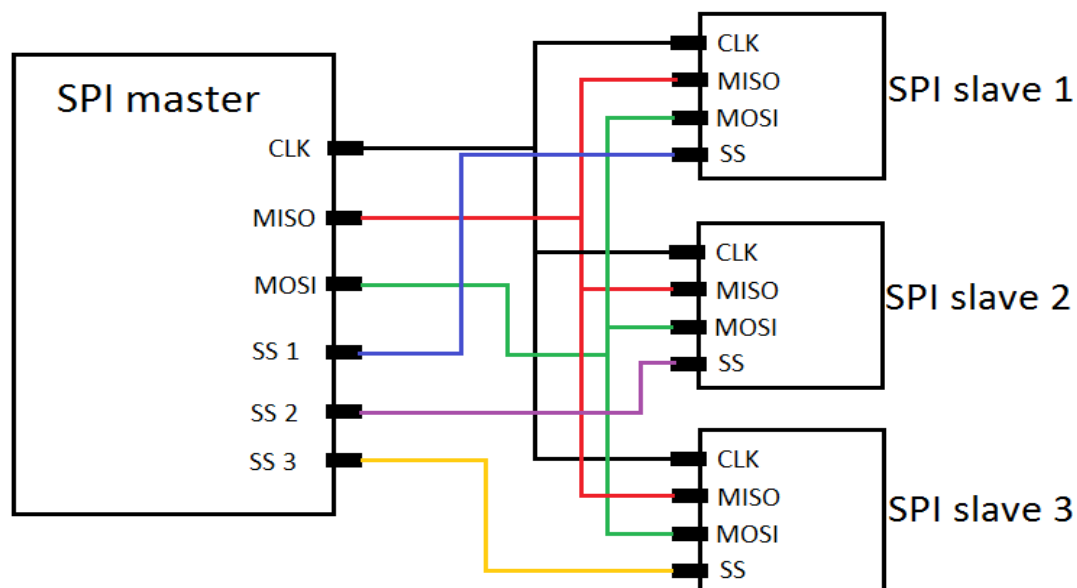 SPI master
CLK
MISO
MOSI
SS 1
SS 2
SS 3
CLK
MISO
MOSI
SS
SPI slave 1
CLK
MISO
MOSI
SS
SPI slave 2
CLK
MISO
MOSI
SS
SPI slave 3